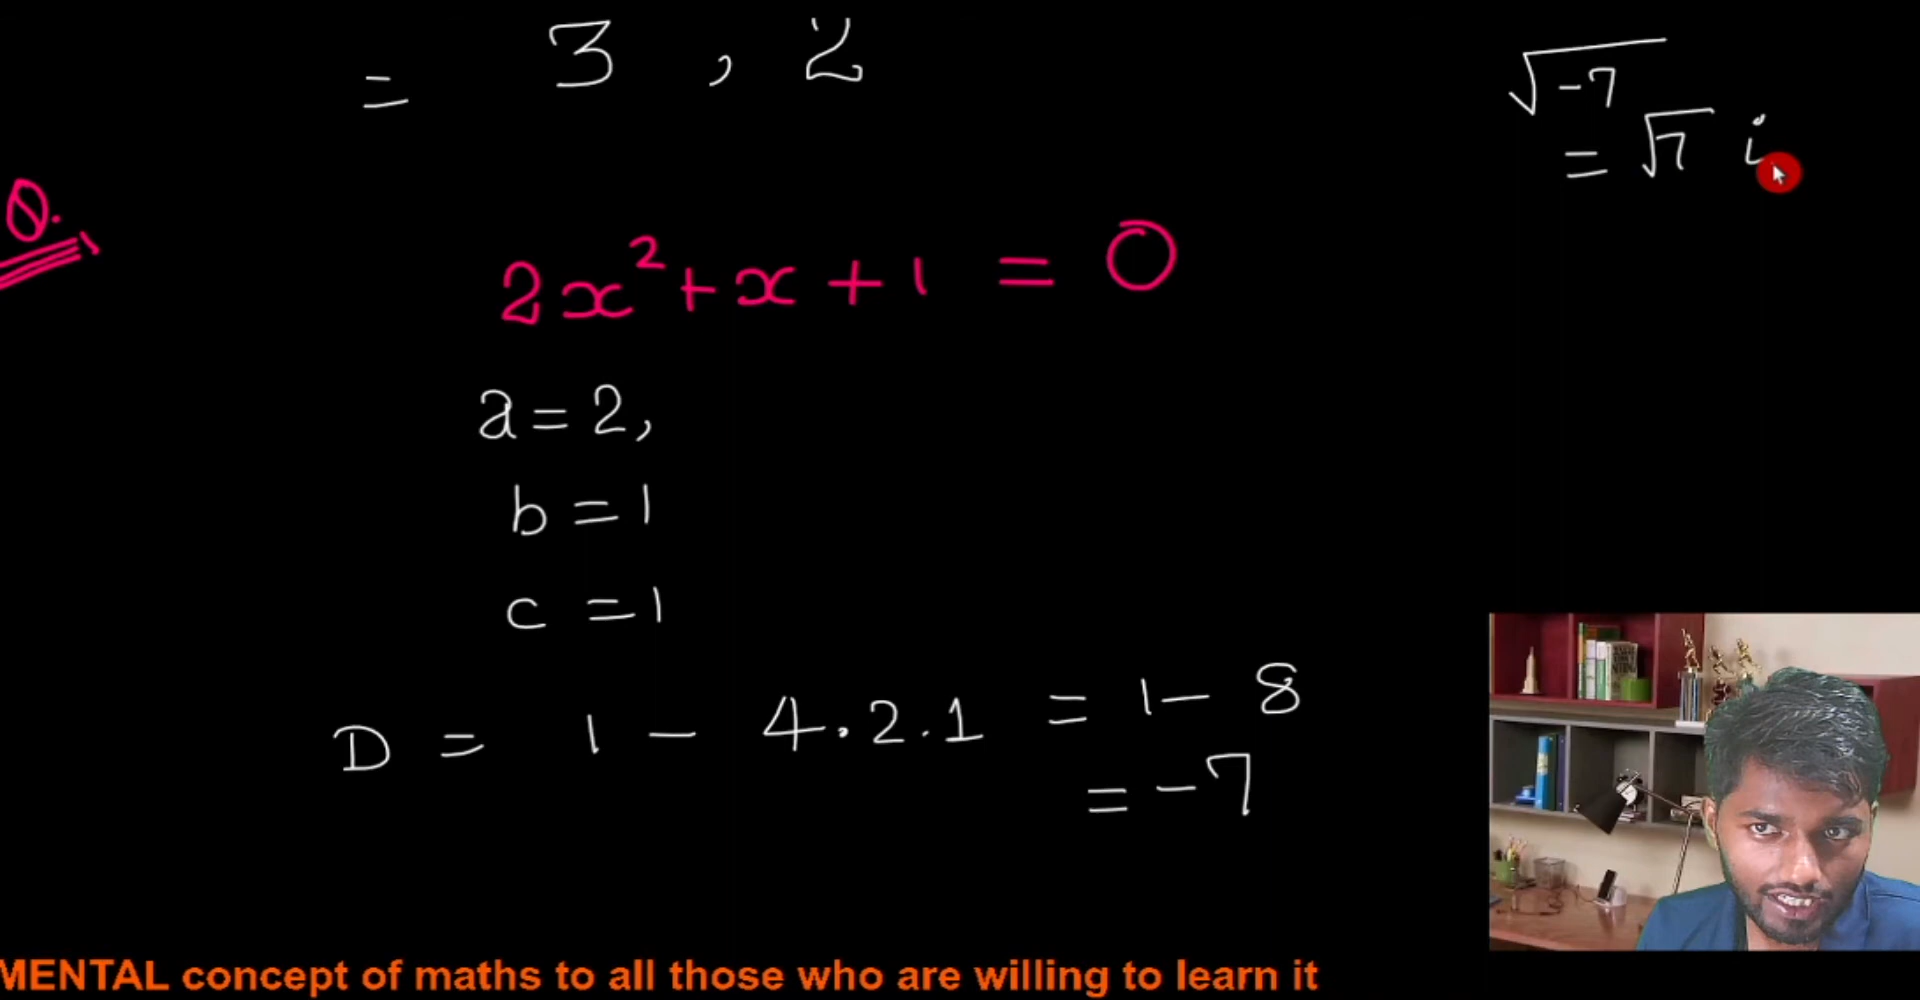 = 3 , 2
√-7
= √7 i
Q.
2x² + x + 1 = 0
a = 2,
b = 1
c = 1
D = 1 - 4.2.1 = 1 - 8
= -7
MENTAL concept of maths to all those who are willing to learn it